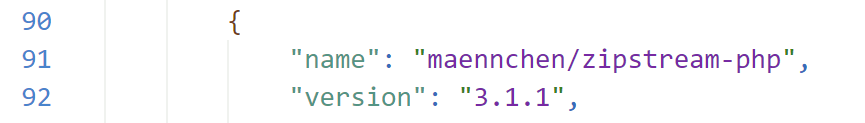 90 {
91 "name": "maennchen/zipstream-php",
92 "version": "3.1.1",